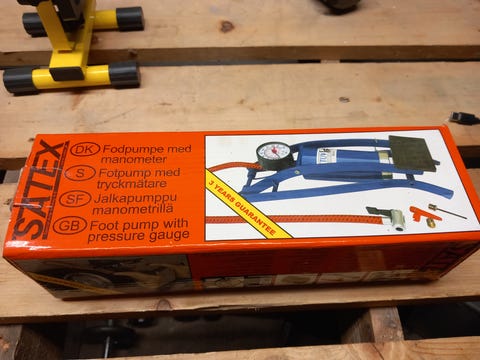 SATEX
DK Fodpumpe med
manometer
S Fotpump med
tryckmätare
SF Jalkapumppu
manometrilla
GB Foot pump with
pressure gauge
3 YEARS GUARANTEE